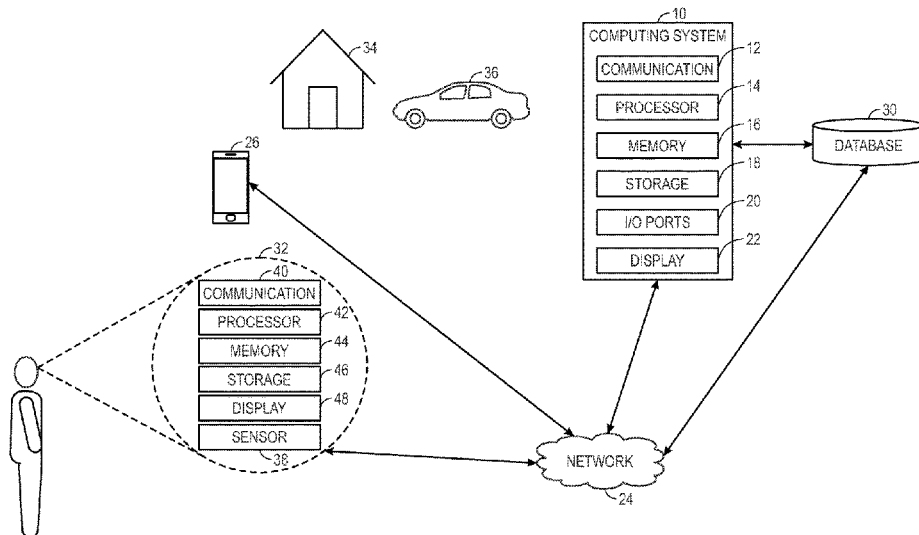 10
COMPUTING SYSTEM
12
COMMUNICATION
14
PROCESSOR
16
MEMORY
18
STORAGE
20
I/O PORTS
22
DISPLAY
30
DATABASE
34
36
26
32
40
COMMUNICATION
42
PROCESSOR
44
MEMORY
46
STORAGE
48
DISPLAY
SENSOR
38
NETWORK
24